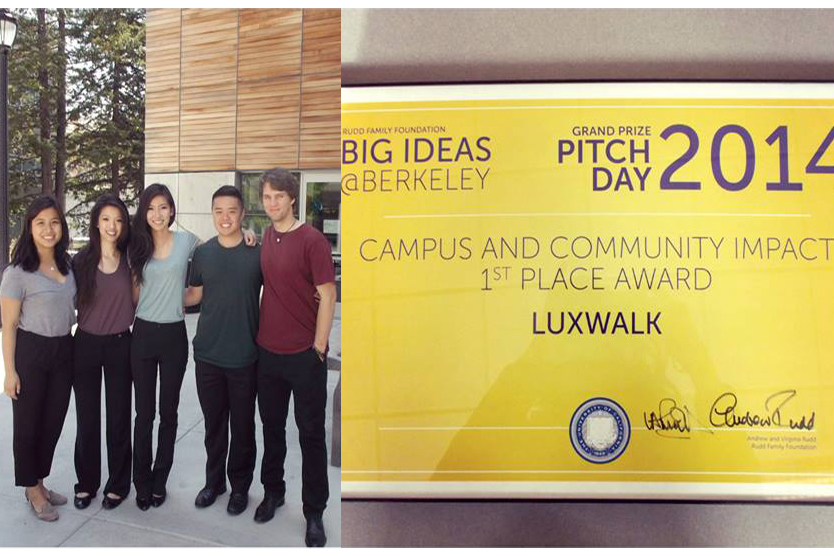 RUDD FAMILY FOUNDATION
BIG IDEAS
@BERKELEY
GRAND PRIZE
PITCH
DAY
2014
CAMPUS AND COMMUNITY IMPACT
1ST PLACE AWARD
LUXWALK
Andrew and Virginia Rudd
Rudd Family Foundation